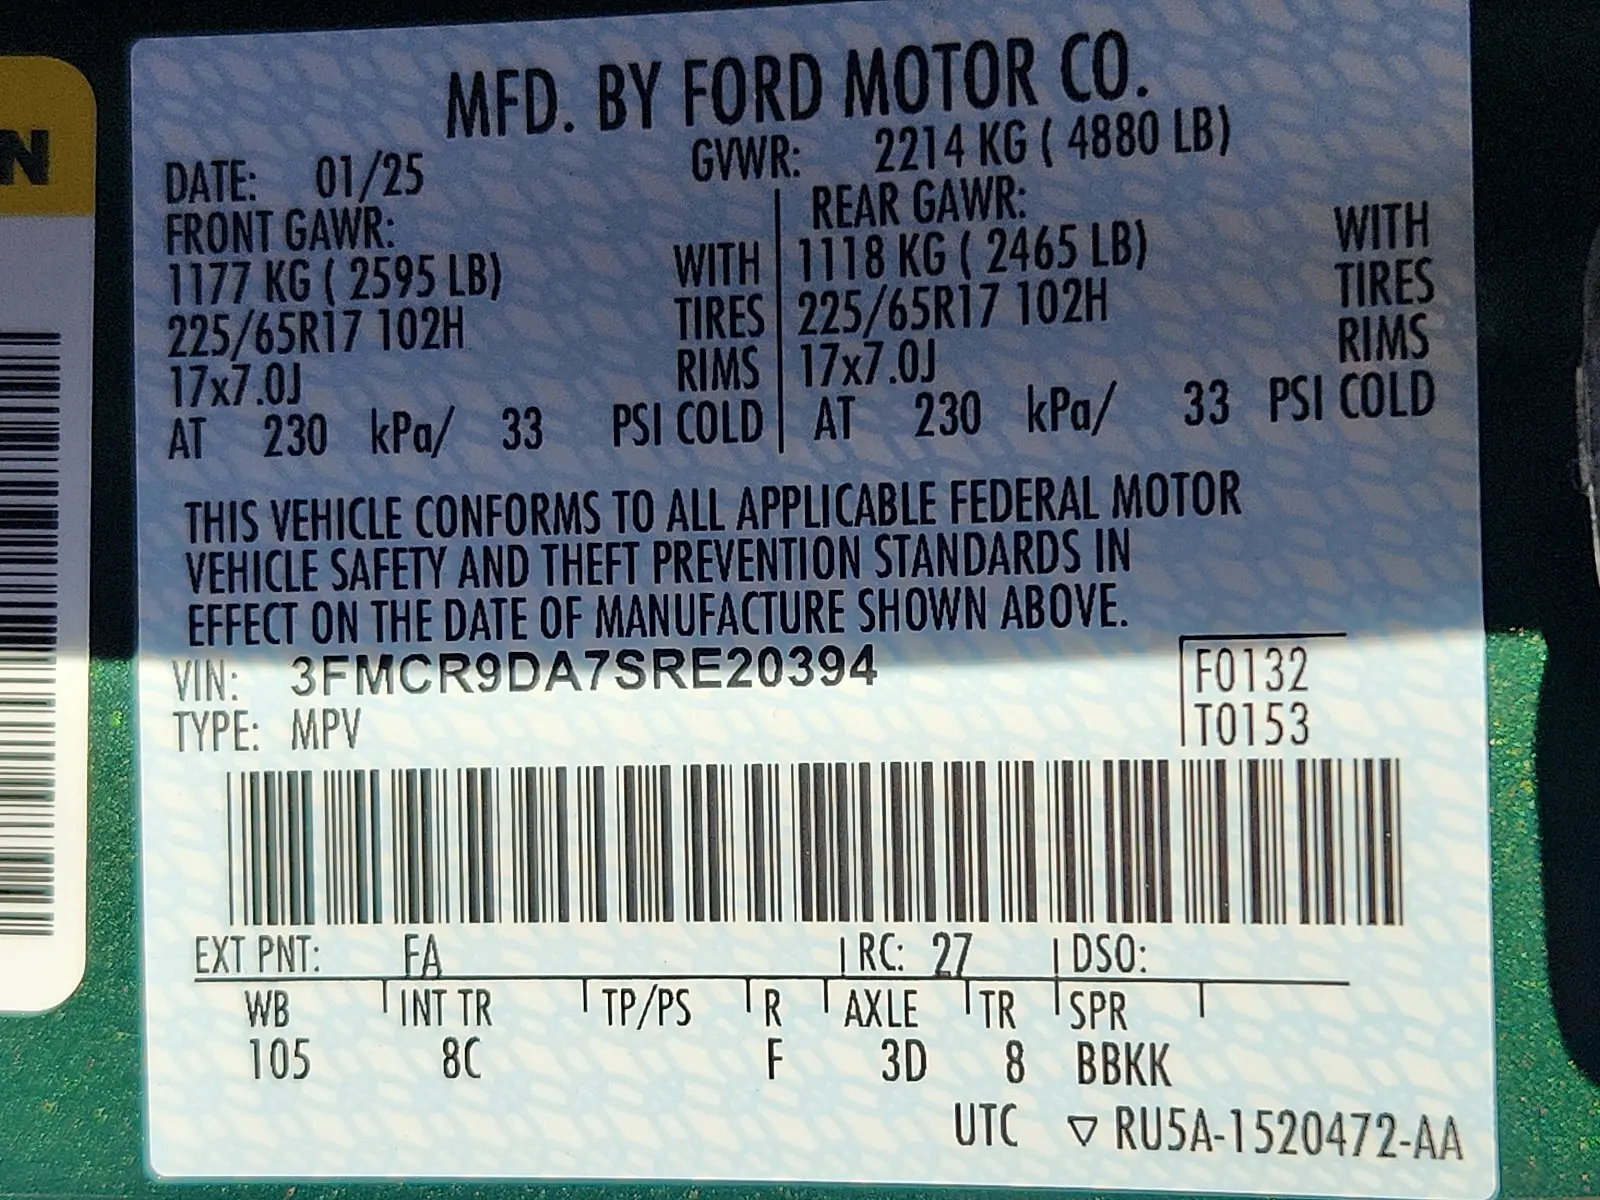 N
MFD. BY FORD MOTOR CO.
DATE: 01/25 GVWR: 2214 KG ( 4880 LB)
FRONT GAWR: REAR GAWR:
1177 KG ( 2595 LB) WITH 1118 KG ( 2465 LB) WITH
225/65R17 102H TIRES 225/65R17 102H TIRES
17x7.0J RIMS 17x7.0J RIMS
AT 230 kPa/ 33 PSI COLD AT 230 kPa/ 33 PSI COLD
THIS VEHICLE CONFORMS TO ALL APPLICABLE FEDERAL MOTOR
VEHICLE SAFETY AND THEFT PREVENTION STANDARDS IN
EFFECT ON THE DATE OF MANUFACTURE SHOWN ABOVE.
VIN: 3FMCR9DA7SRE20394 F0132
TYPE: MPV T0153
EXT PNT: FA RC: 27 DSO:
WB INT TR TP/PS R AXLE TR SPR
105 8C F 3D 8 BBKK
UTC ▽ RU5A-1520472-AA